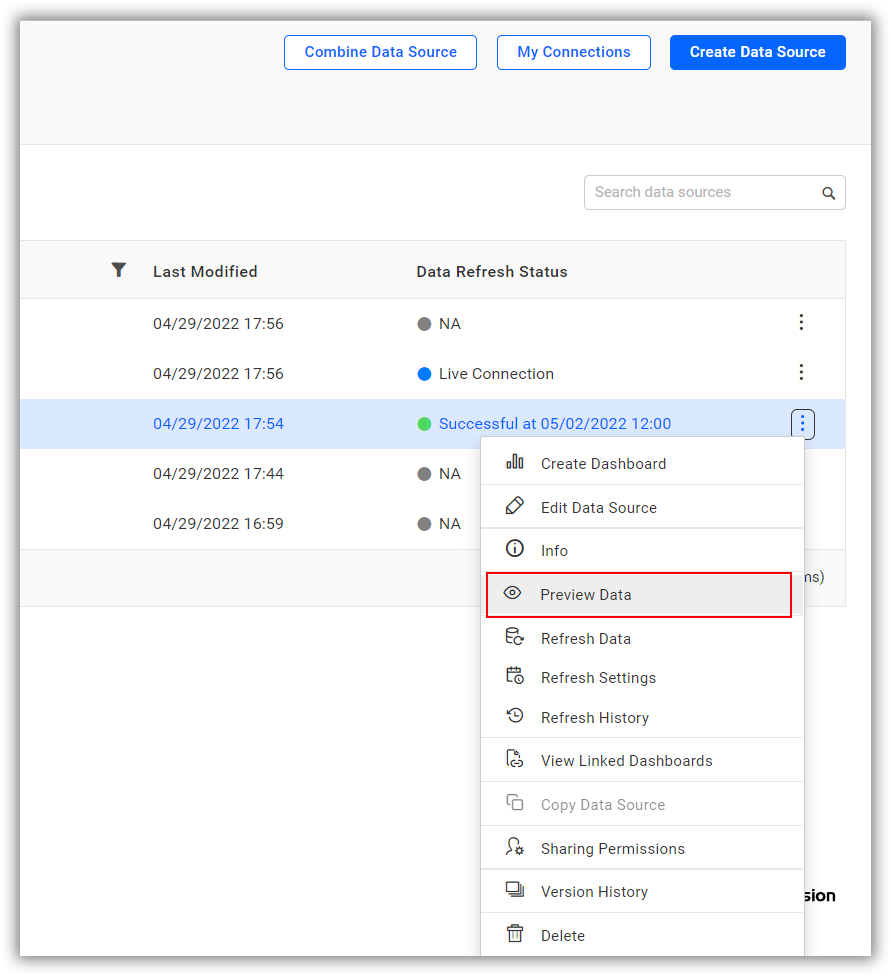 Combine Data Source My Connections Create Data Source
Search data sources
Last Modified Data Refresh Status
04/29/2022 17:56 NA
04/29/2022 17:56 Live Connection
04/29/2022 17:54 Successful at 05/02/2022 12:00
04/29/2022 17:44 NA
04/29/2022 16:59 NA
ms)
Create Dashboard
Edit Data Source
Info
Preview Data
Refresh Data
Refresh Settings
Refresh History
View Linked Dashboards
Copy Data Source
Sharing Permissions
Version History
sion
Delete